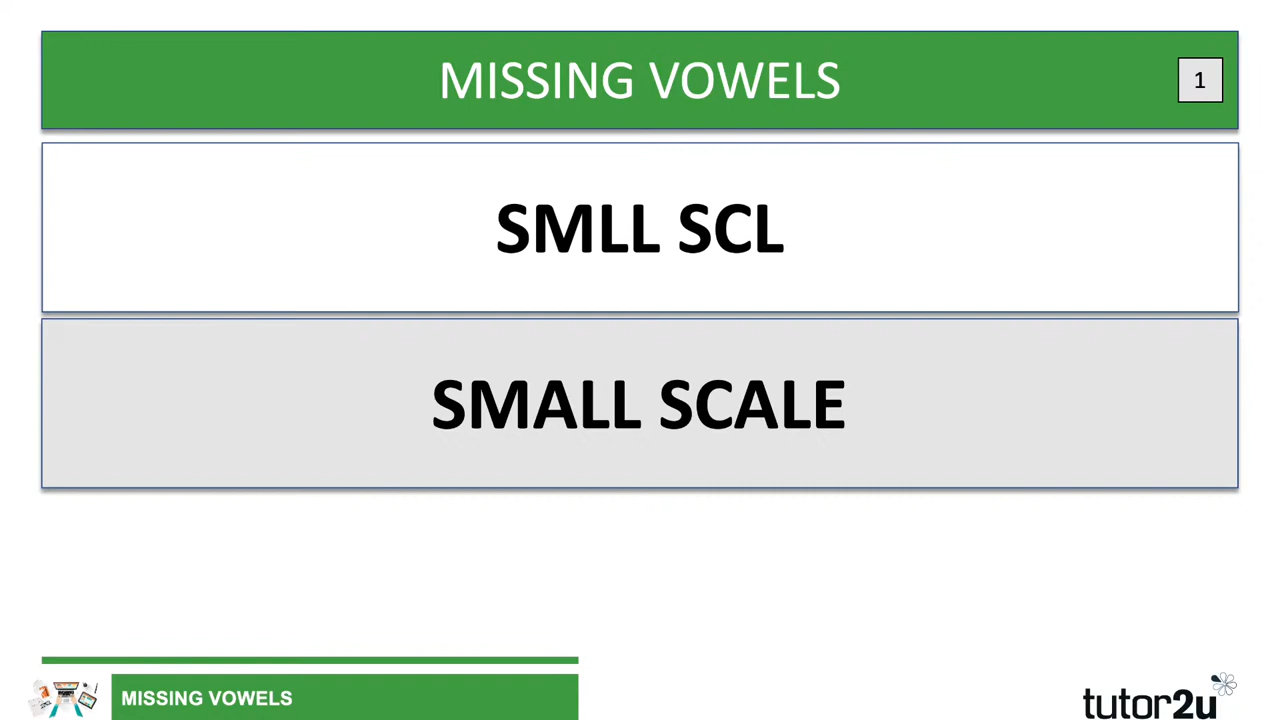 MISSING VOWELS
1
SMLL SCL
SMALL SCALE
MISSING VOWELS
tutor2u